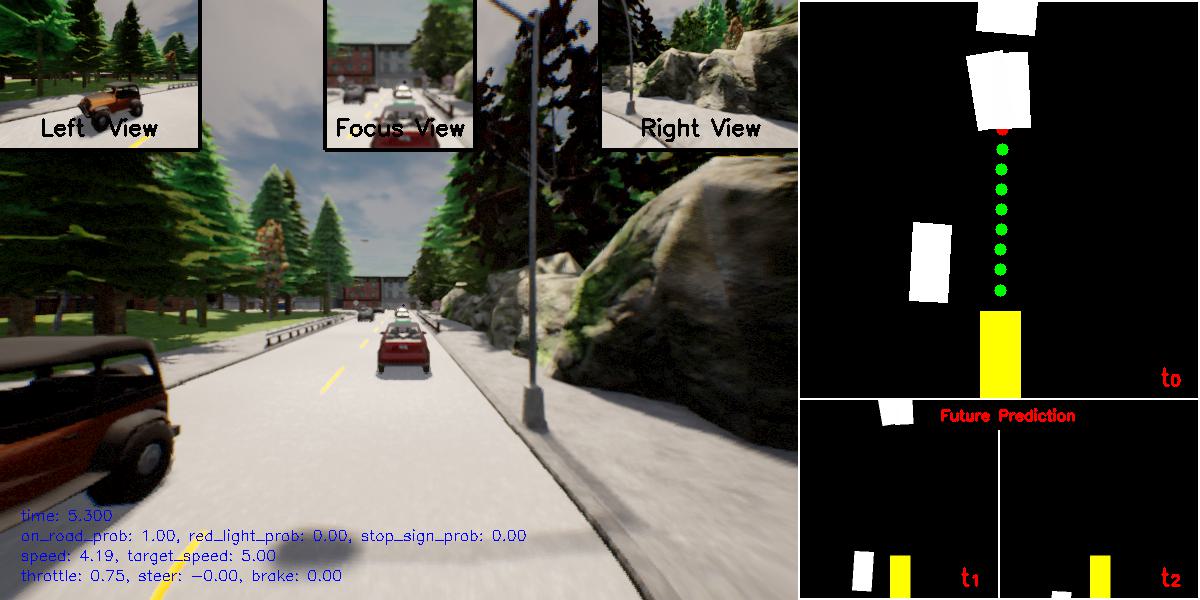 Left View
Focus View
Right View
time: 5.300
on_road_prob: 1.00, red_light_prob: 0.00, stop_sign_prob: 0.00
speed: 4.19, target_speed: 5.00
throttle: 0.75, steer: −0.00, brake: 0.00
t0
Future Prediction
t1
t2